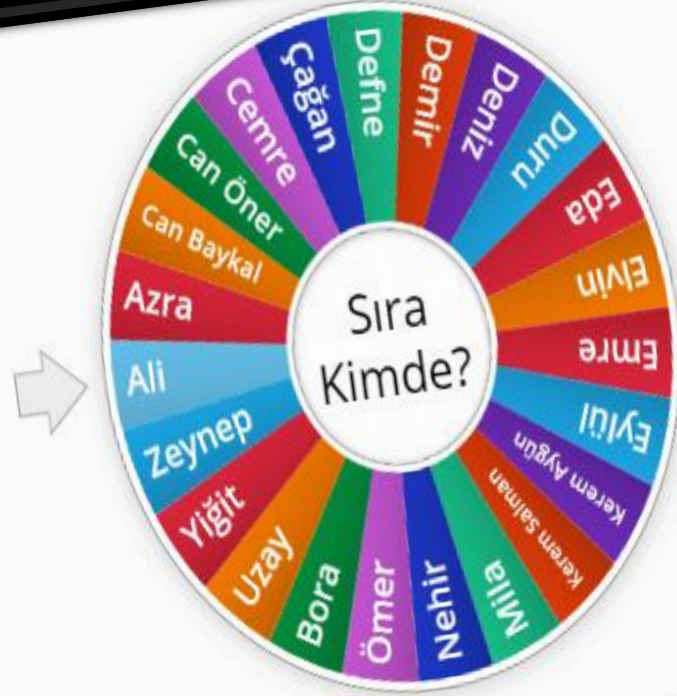 Sıra
Kimde?
Ali
Azra
Can Baykal
Can Öner
Cemre
Çağan
Defne
Demir
Deniz
Duru
Eda
Elvin
Emre
Eylül
Kerem Aygün
Kerem Salman
Mila
Nehir
Ömer
Bora
Uzay
Yiğit
Zeynep